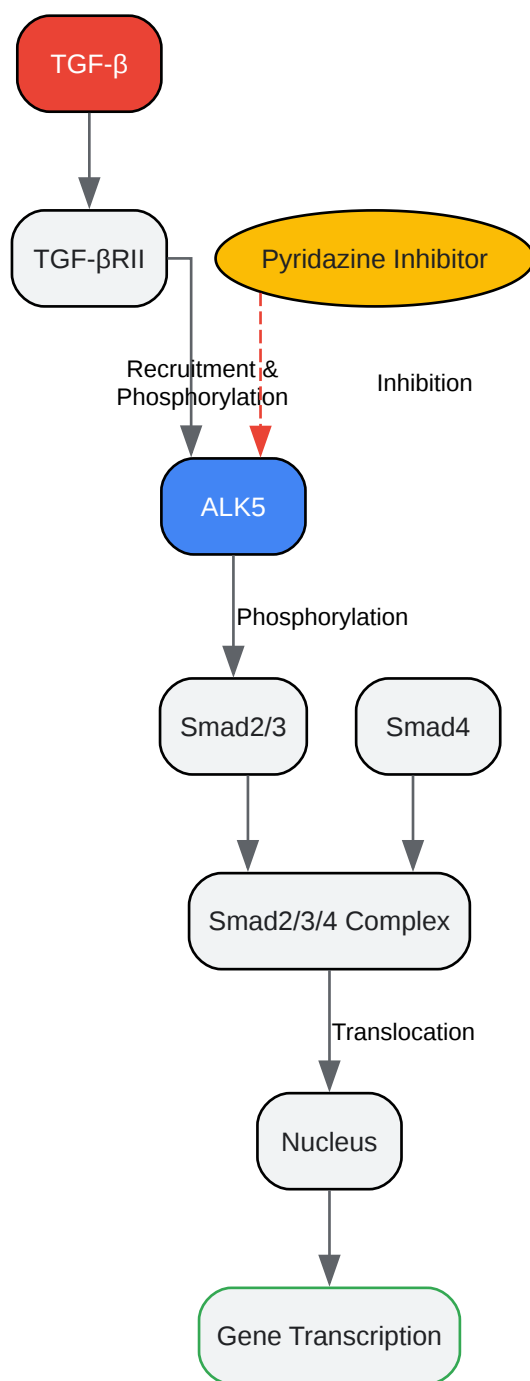 TGF-β
TGF-βRII
Pyridazine Inhibitor
Recruitment &
Phosphorylation
Inhibition
ALK5
Phosphorylation
Smad2/3
Smad4
Smad2/3/4 Complex
Translocation
Nucleus
Gene Transcription